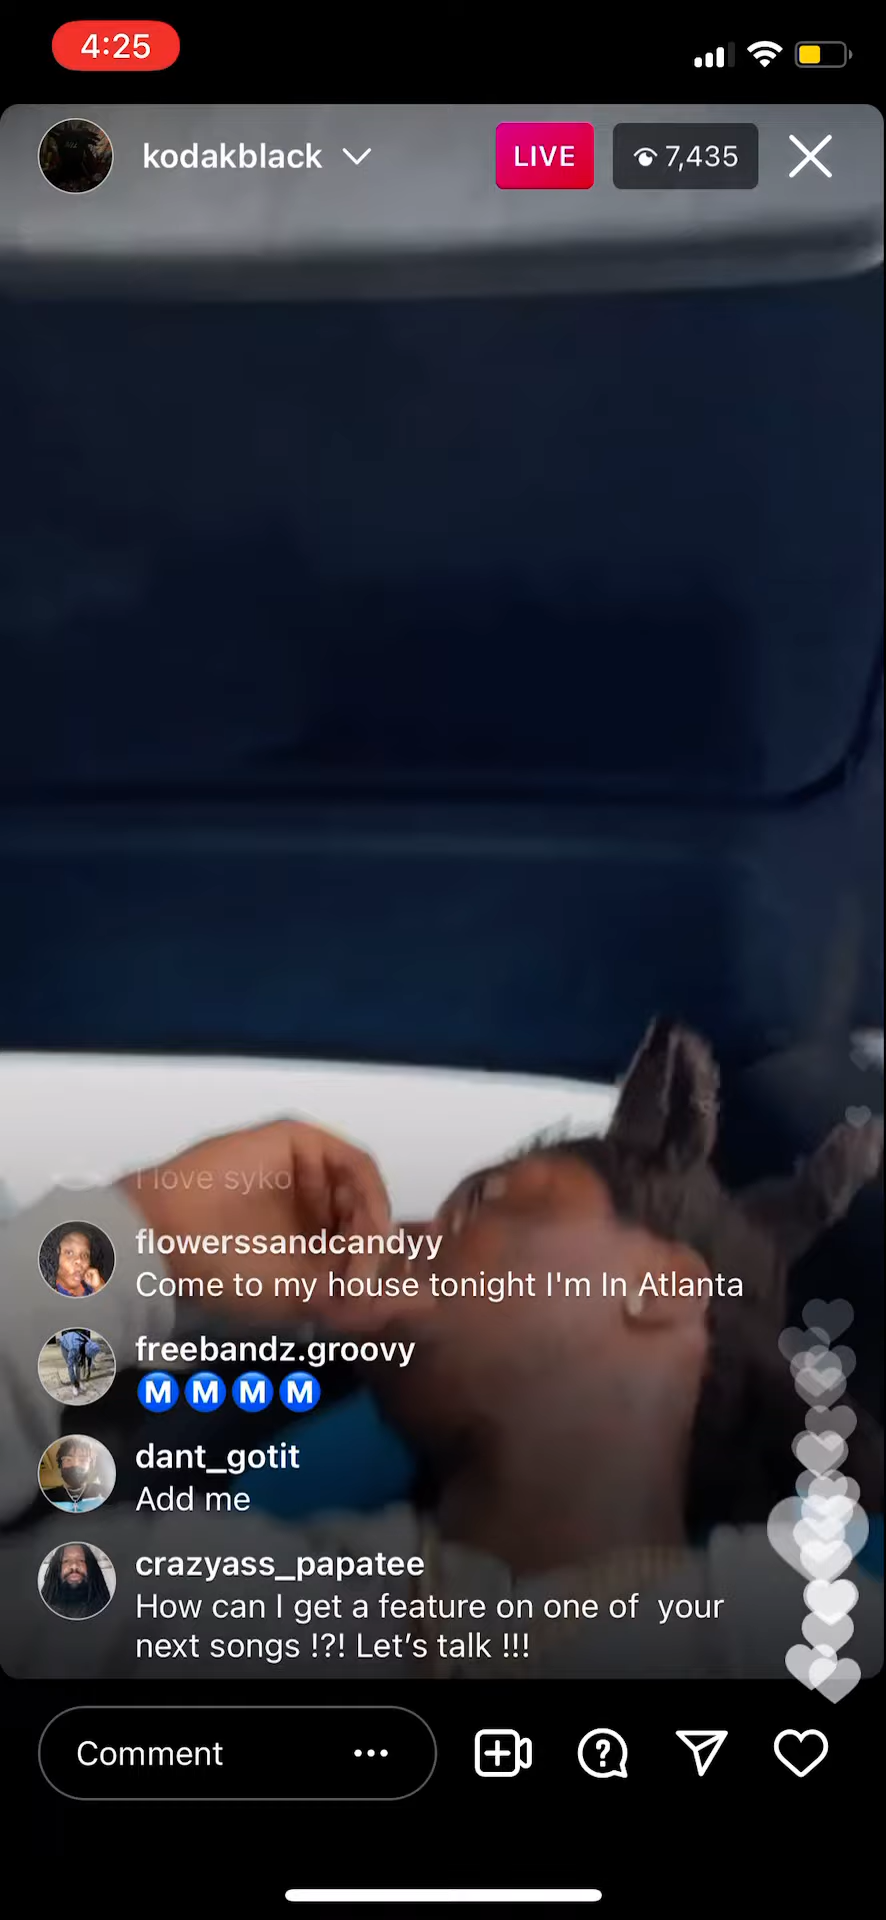 4:25
kodakblack
LIVE
7,435
I love syko
flowerssandcandyy
Come to my house tonight I'm In Atlanta
freebandz.groovy
Ⓜ️Ⓜ️Ⓜ️Ⓜ️
dant_gotit
Add me
crazyass_papatee
How can I get a feature on one of  your
next songs !?! Let’s talk !!!
Comment